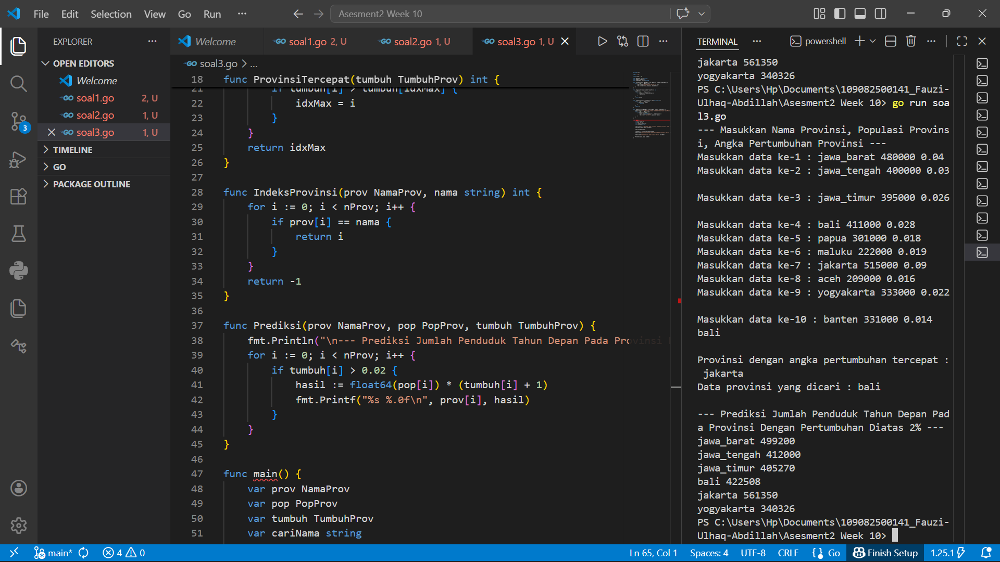 File Edit Selection View Go Run ...
Asesment2 Week 10
EXPLORER
OPEN EDITORS
Welcome
soal1.go 2, U
soal2.go 1, U
soal3.go 1, U
TIMELINE
GO
PACKAGE OUTLINE
3
Welcome
soal1.go 2, U
soal2.go 1, U
soal3.go 1, U
soal3.go > ...
18 func ProvinsiTercepat(tumbuh TumbuhProv) int {
21 if tumbuh[i] > tumbuh[idxMax] {
22 idxMax = i
23 }
24 }
25 return idxMax
26 }
27
28 func IndeksProvinsi(prov NamaProv, nama string) int {
29 for i := 0; i < nProv; i++ {
30 if prov[i] == nama {
31 return i
32 }
33 }
34 return -1
35 }
36
37 func Prediksi(prov NamaProv, pop PopProv, tumbuh TumbuhProv) {
38 fmt.Println("\n--- Prediksi Jumlah Penduduk Tahun Depan Pada Provinsi
39 for i := 0; i < nProv; i++ {
40 if tumbuh[i] > 0.02 {
41 hasil := float64(pop[i]) * (tumbuh[i] + 1)
42 fmt.Printf("%s %.0f\n", prov[i], hasil)
43 }
44 }
45 }
46
47 func main() {
48 var prov NamaProv
49 var pop PopProv
50 var tumbuh TumbuhProv
51 var cariNama string
TERMINAL ... powershell
jakarta 561350
yogyakarta 340326
PS C:\Users\Hp\Documents\109082500141_Fauzi-
Ulhaq-Abdillah\Asesment2 Week 10> go run soa
l3.go
--- Masukkan Nama Provinsi, Populasi Provins
i, Angka Pertumbuhan Provinsi ---
Masukkan data ke-1 : jawa_barat 480000 0.04
Masukkan data ke-2 : jawa_tengah 400000 0.03
Masukkan data ke-3 : jawa_timur 395000 0.026
Masukkan data ke-4 : bali 411000 0.028
Masukkan data ke-5 : papua 301000 0.018
Masukkan data ke-6 : maluku 222000 0.019
Masukkan data ke-7 : jakarta 515000 0.09
Masukkan data ke-8 : aceh 209000 0.016
Masukkan data ke-9 : yogyakarta 333000 0.022
Masukkan data ke-10 : banten 331000 0.014
bali
Provinsi dengan angka pertumbuhan tercepat :
jakarta
Data provinsi yang dicari : bali
--- Prediksi Jumlah Penduduk Tahun Depan Pad
a Provinsi Dengan Pertumbuhan Diatas 2% ---
jawa_barat 499200
jawa_tengah 412000
jawa_timur 405270
bali 422508
jakarta 561350
yogyakarta 340326
PS C:\Users\Hp\Documents\109082500141_Fauzi-
Ulhaq-Abdillah\Asesment2 Week 10>
main* 4 0 Ln 65, Col 1 Spaces: 4 UTF-8 CRLF Go Finish Setup 1.25.1